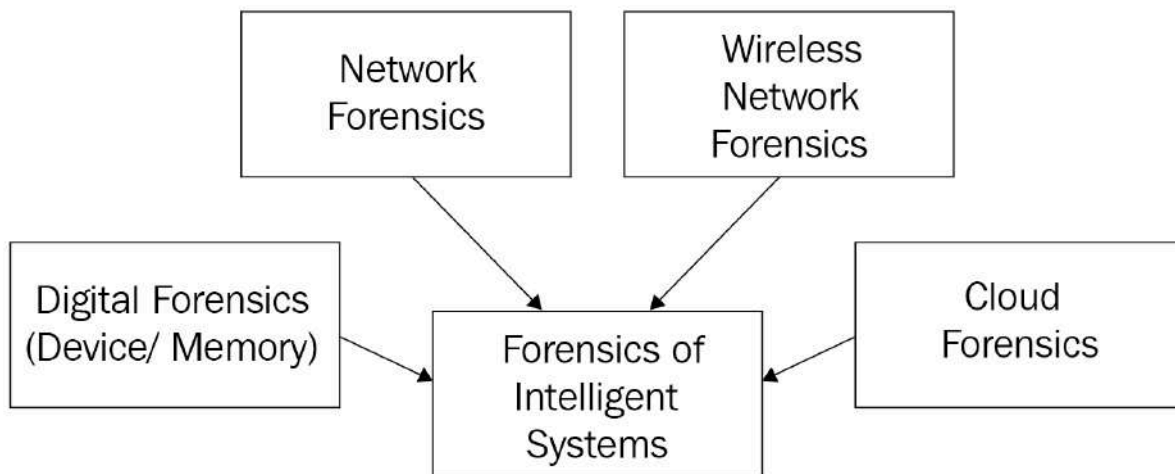 Network
Forensics
Wireless
Network
Forensics
Digital Forensics
(Device/ Memory)
Forensics of
Intelligent
Systems
Cloud
Forensics